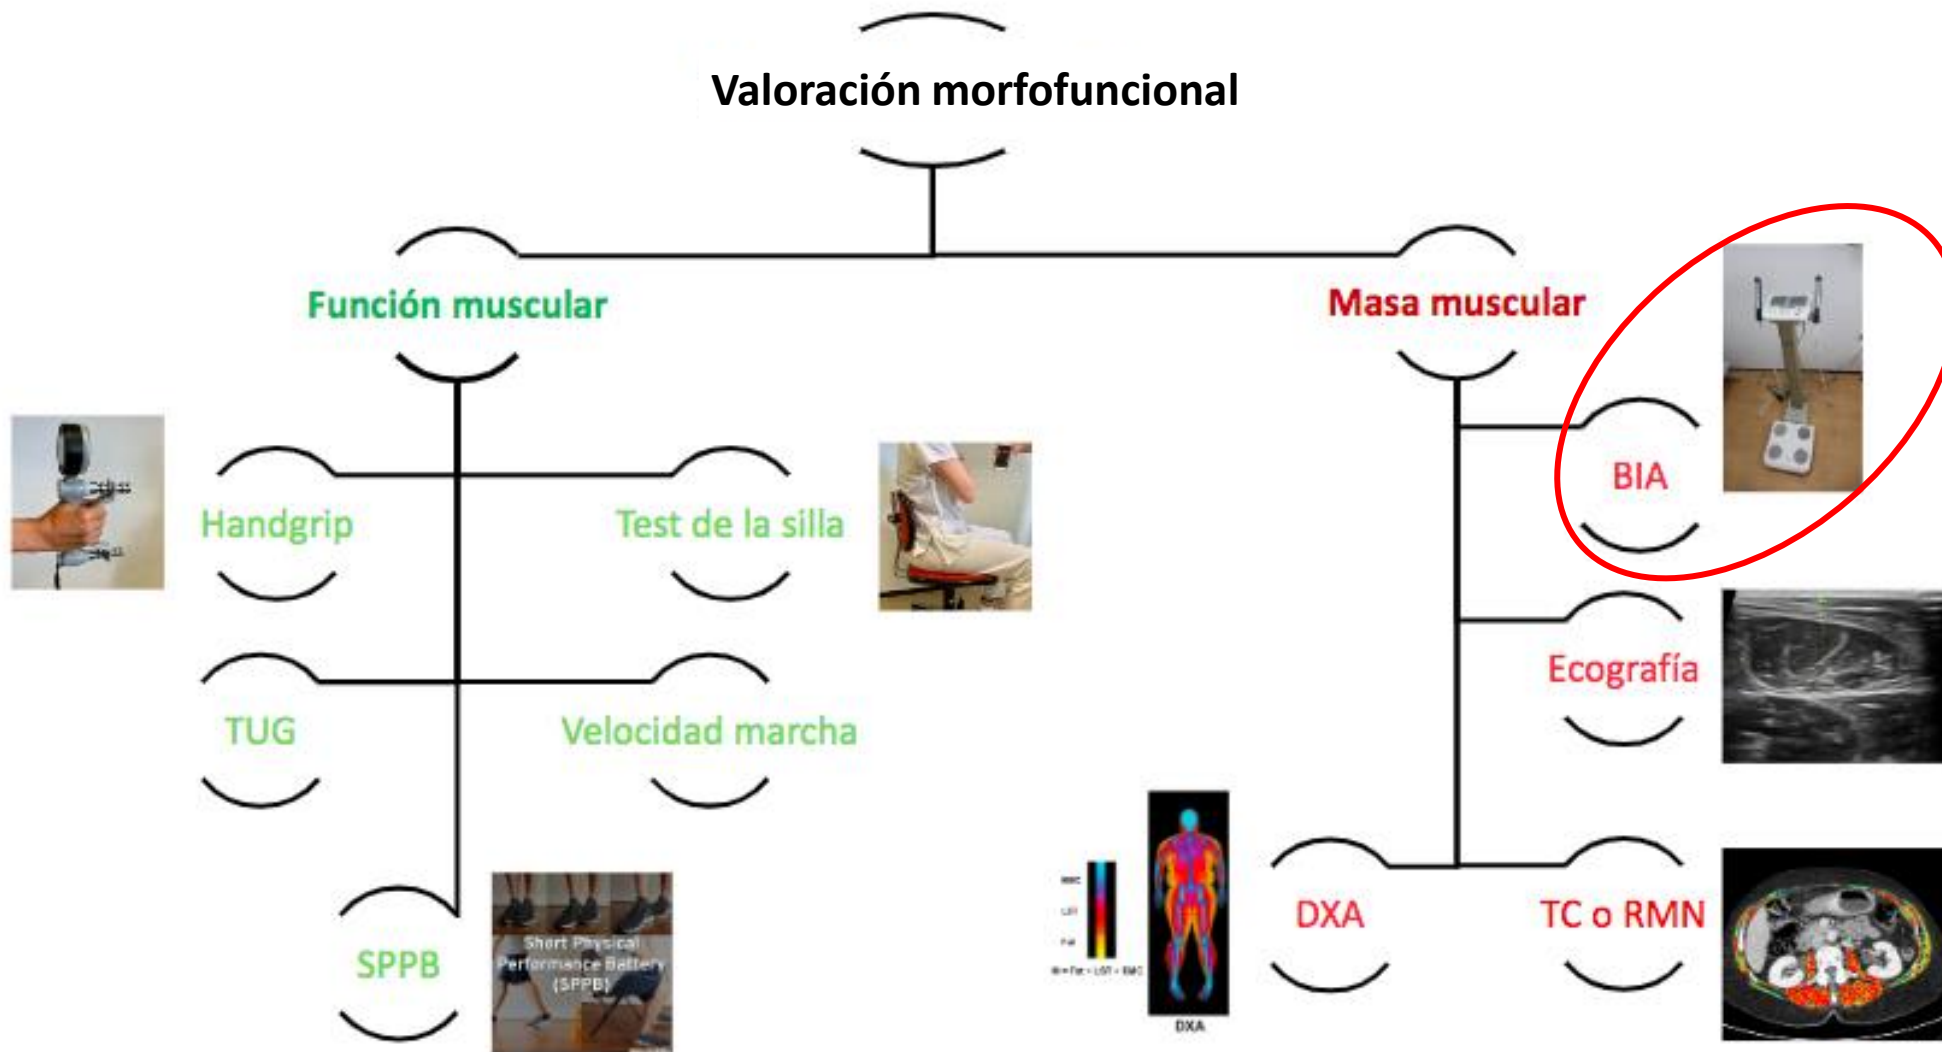 Valoración morfofuncional
Función muscular
Masa muscular
BIA
Handgrip
Test de la silla
Ecografía
TUG
Velocidad marcha
SPPB
Short Physical
Performance Battery
(SPPB)
DXA
DXA
TC o RMN